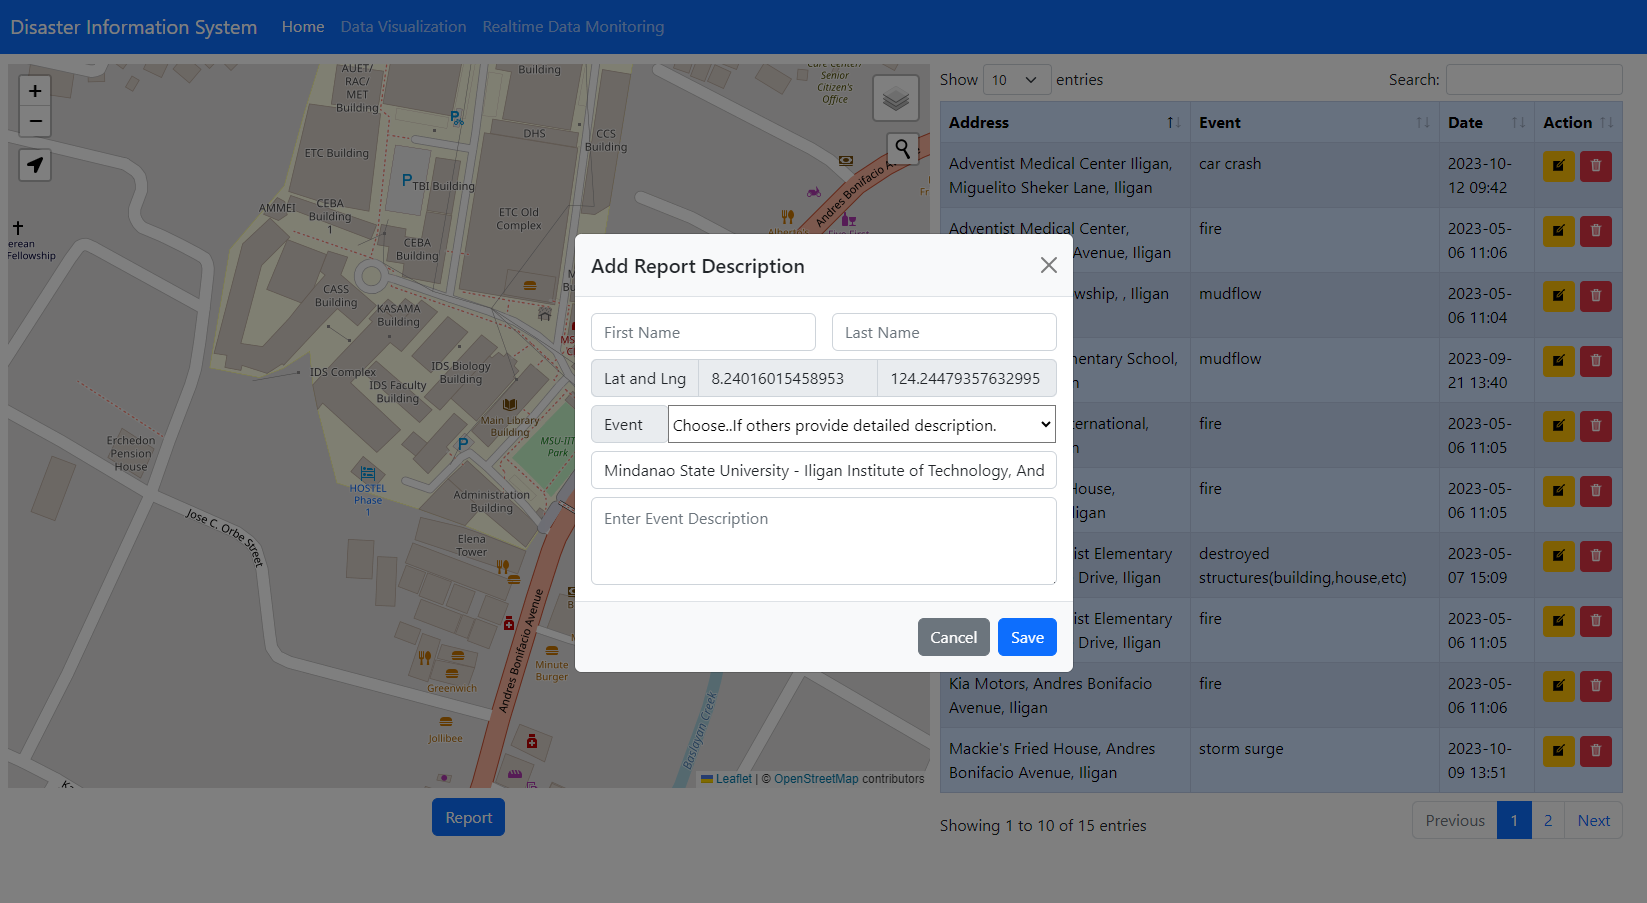 Disaster Information System Home Data Visualization Realtime Data Monitoring
+
−
AUET/
RAC/
MET
Building
Building
DHS
CCS
Building
ETC Building
TBI Building
AMMEI
CEBA
Building
1
ETC Old
Complex
CEBA
Building
CASS
Building
KASAMA
Building
IDS Complex
IDS Biology
Building
IDS Faculty
Building
Main Library
Building
MSU-IIT
Park
Erchedon
Pension
House
HOSTEL
Phase
1
Administration
Building
Elena
Tower
Jose C. Orbe Street
Andres Bonifacio Avenue
Minute
Burger
Greenwich
Jollibee
Baslayan Creek
Senior
Citizen's
Office
Andres Bonifacio A
erean
Fellowship
Leaflet | © OpenStreetMap contributors
Report
Add Report Description
First Name
Last Name
Lat and Lng 8.24016015458953 124.24479357632995
Event Choose..If others provide detailed description.
Mindanao State University - Iligan Institute of Technology, And
Enter Event Description
Cancel Save
Show 10 entries
Search:
Address Event Date Action
Adventist Medical Center Iligan, car crash 2023-10-
Miguelito Sheker Lane, Iligan 12 09:42
Adventist Medical Center, fire 2023-05-
Avenue, Iligan 06 11:06
wship, , Iligan mudflow 2023-05-
06 11:04
mentary School, mudflow 2023-09-
21 13:40
ternational, fire 2023-05-
06 11:05
House, fire 2023-05-
ligan 06 11:05
ist Elementary destroyed 2023-05-
Drive, Iligan structures(building,house,etc) 07 15:09
ist Elementary fire 2023-05-
Drive, Iligan 06 11:05
Kia Motors, Andres Bonifacio fire 2023-05-
Avenue, Iligan 06 11:06
Mackie's Fried House, Andres storm surge 2023-10-
Bonifacio Avenue, Iligan 09 13:51
Showing 1 to 10 of 15 entries
Previous 1 2 Next